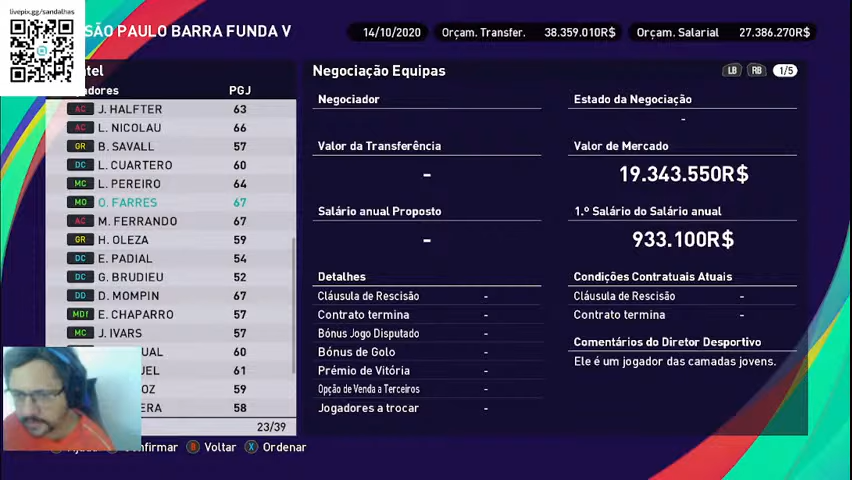 livepix.gg/sandalhas
SÃO PAULO BARRA FUNDA V
14/10/2020
Orçam. Transfer. 38.359.010R$
Orçam. Salarial 27.386.270R$
ntel
adores PGJ
AC J. HALFTER 63
AC L. NICOLAU 66
GR B. SAVALL 57
DC L. CUARTERO 60
MC L. PEREIRO 64
MO O. FARRES 67
AC M. FERRANDO 67
GR H. OLEZA 59
DC E. PADIAL 54
DC G. BRUDIEU 52
DD D. MOMPIN 67
MDf E. CHAPARRO 57
MC J. IVARS 57
UAL 60
UEL 61
OZ 59
ERA 58
23/39
Negociação Equipas
LB RB 1/5
Negociador
Estado da Negociação
-
Valor da Transferência
-
Valor de Mercado
19.343.550R$
Salário anual Proposto
-
1.º Salário do Salário anual
933.100R$
Detalhes
Cláusula de Rescisão -
Contrato termina -
Bónus Jogo Disputado -
Bónus de Golo -
Prémio de Vitória -
Opção de Venda a Terceiros -
Jogadores a trocar -
Condições Contratuais Atuais
Cláusula de Rescisão -
Contrato termina -
Comentários do Diretor Desportivo
Ele é um jogador das camadas jovens.
Confirmar B Voltar X Ordenar